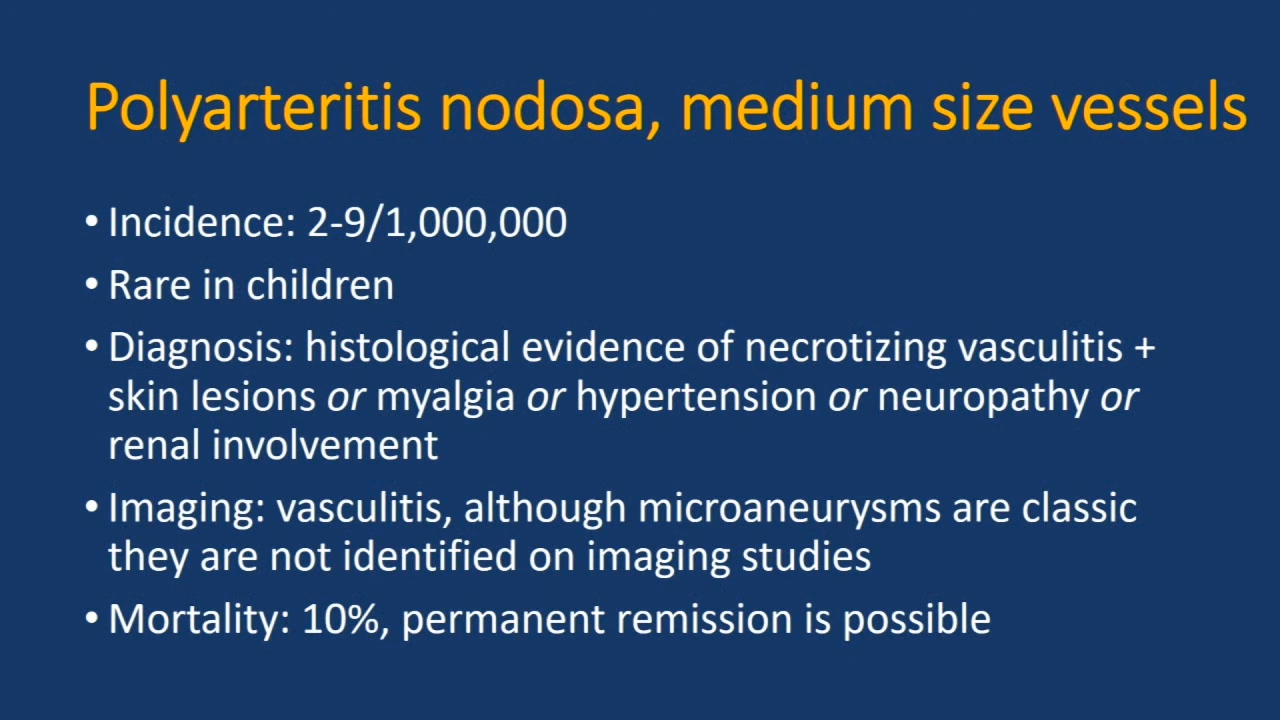 Polyarteritis nodosa, medium size vessels
• Incidence: 2-9/1,000,000
• Rare in children
• Diagnosis: histological evidence of necrotizing vasculitis +
skin lesions or myalgia or hypertension or neuropathy or
renal involvement
• Imaging: vasculitis, although microaneurysms are classic
they are not identified on imaging studies
• Mortality: 10%, permanent remission is possible